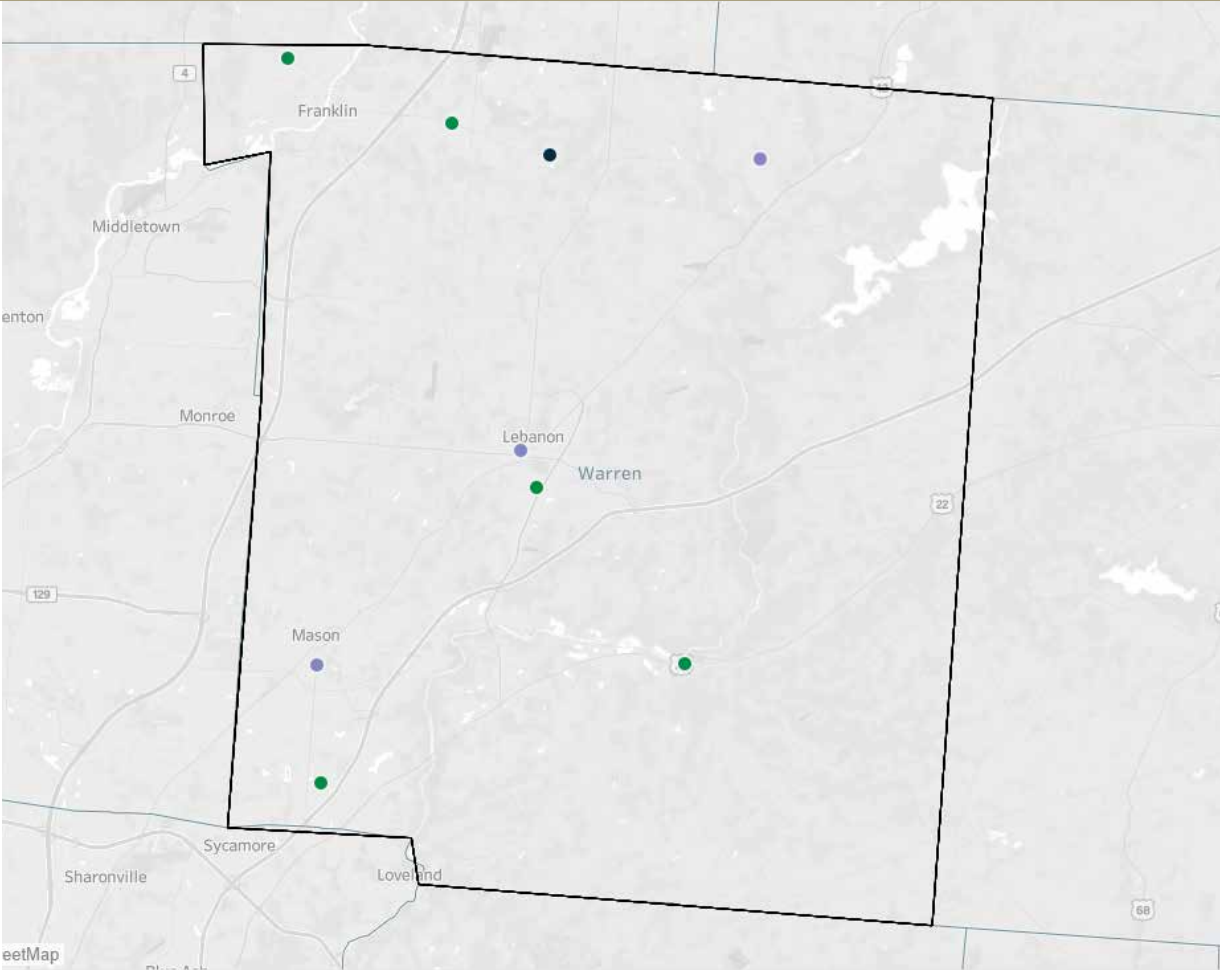 4
Franklin
Middletown
enton
Monroe
Lebanon
Warren
22
129
Mason
Sycamore
Sharonville
Loveland
68
eetMap